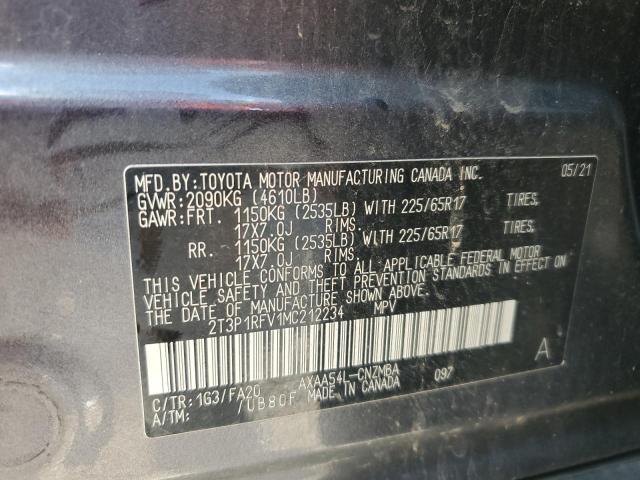 MFD.BY:TOYOTA MOTOR MANUFACTURING CANADA INC. 05/21
GVWR:2090KG (4610LB)
GAWR:FRT. 1150KG (2535LB) WITH 225/65R17 TIRES,
17X7.0J RIMS,
RR. 1150KG (2535LB) WITH 225/65R17 TIRES,
17X7.0J RIMS,
THIS VEHICLE CONFORMS TO ALL APPLICABLE FEDERAL MOTOR
VEHICLE SAFETY AND THEFT PREVENTION STANDARDS IN EFFECT ON
THE DATE OF MANUFACTURE SHOWN ABOVE.
2T3P1RFV1MC212234 MPV
A
C/TR:1G3/FA20 AXAA54L-CNZMBA 097
A/TM: /UB80F MADE IN CANADA